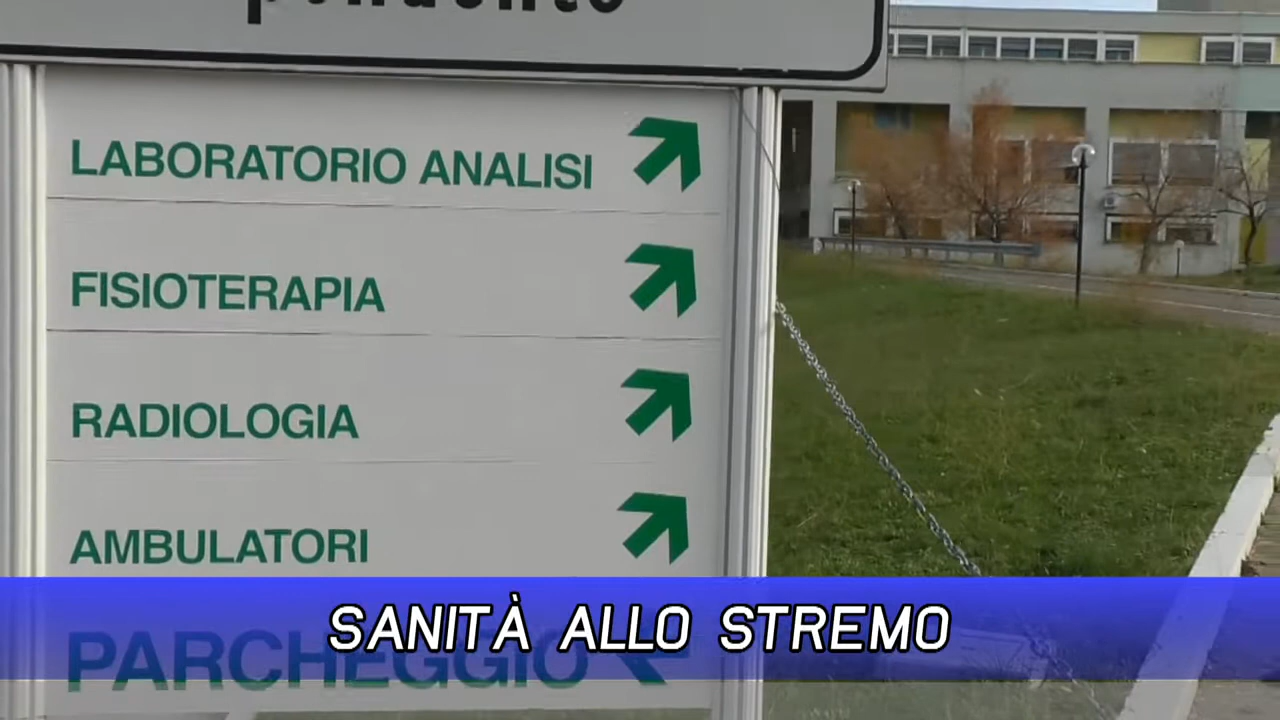 LABORATORIO ANALISI
FISIOTERAPIA
RADIOLOGIA
AMBULATORI
PARCHEGGIO
SANITÀ ALLO STREMO